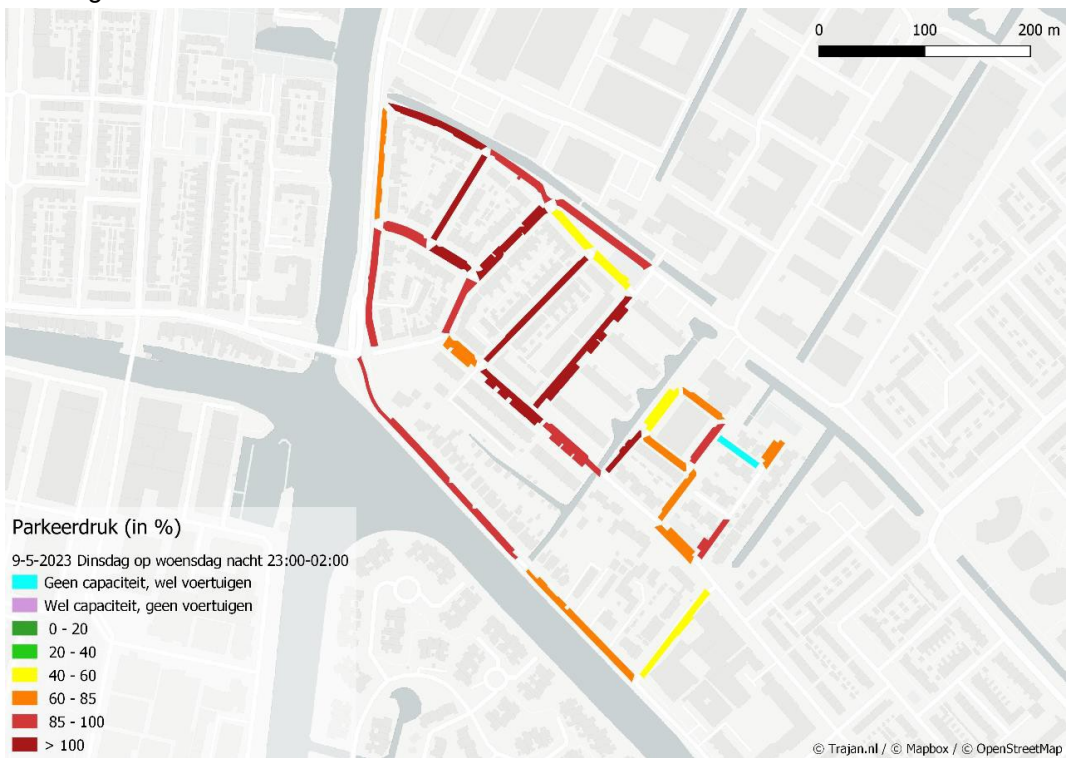 0 100 200 m
Parkeerdruk (in %)
9-5-2023 Dinsdag op woensdag nacht 23:00-02:00
Geen capaciteit, wel voertuigen
Wel capaciteit, geen voertuigen
0 - 20
20 - 40
40 - 60
60 - 85
85 - 100
> 100
© Trajan.nl / © Mapbox / © OpenStreetMap